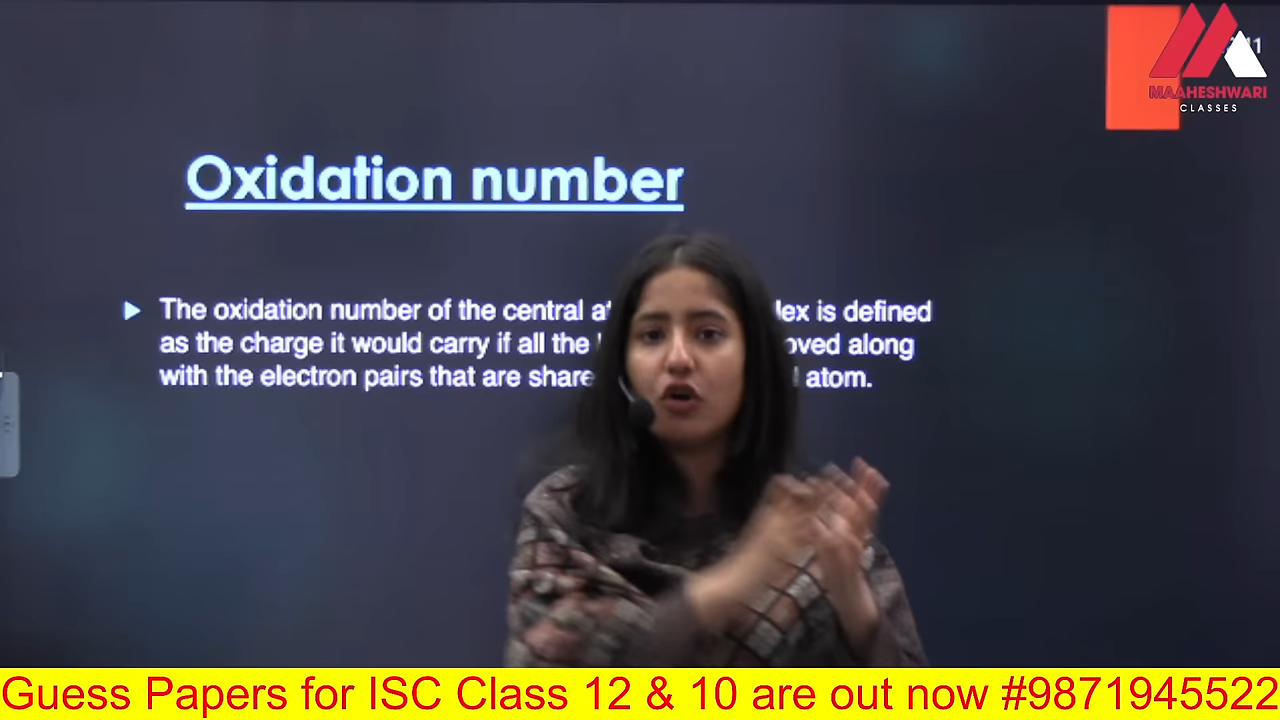 MAAHESHWARI
CLASSES
Oxidation number
The oxidation number of the central lex is defined
as the charge it would carry if all the oved along
with the electron pairs that are share atom.
Guess Papers for ISC Class 12 & 10 are out now #9871945522